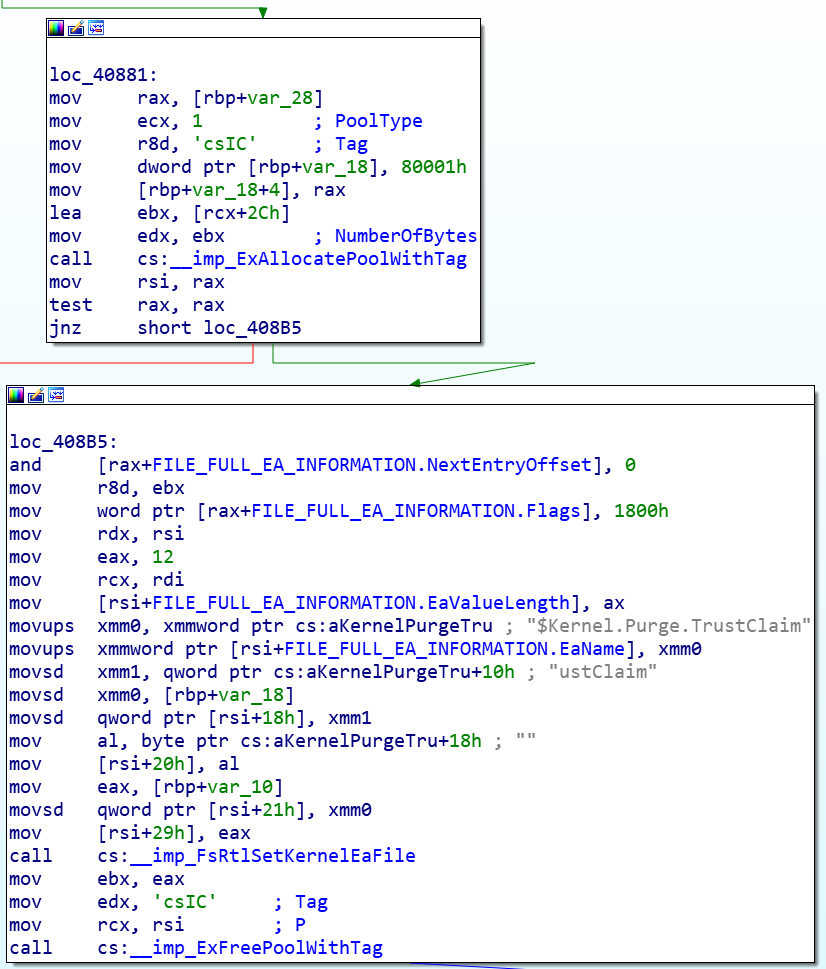 loc_40881:
mov rax, [rbp+var_28]
mov ecx, 1 ; PoolType
mov r8d, 'csIC' ; Tag
mov dword ptr [rbp+var_18], 80001h
mov [rbp+var_18+4], rax
lea ebx, [rcx+2Ch]
mov edx, ebx ; NumberOfBytes
call cs:__imp_ExAllocatePoolWithTag
mov rsi, rax
test rax, rax
jnz short loc_408B5
loc_408B5:
and [rax+FILE_FULL_EA_INFORMATION.NextEntryOffset], 0
mov r8d, ebx
mov word ptr [rax+FILE_FULL_EA_INFORMATION.Flags], 1800h
mov rdx, rsi
mov eax, 12
mov rcx, rdi
mov [rsi+FILE_FULL_EA_INFORMATION.EaValueLength], ax
movups xmm0, xmmword ptr cs:aKernelPurgeTru ; "$Kernel.Purge.TrustClaim"
movups xmmword ptr [rsi+FILE_FULL_EA_INFORMATION.EaName], xmm0
movsd xmm1, qword ptr cs:aKernelPurgeTru+10h ; "ustClaim"
movsd xmm0, [rbp+var_18]
movsd qword ptr [rsi+18h], xmm1
mov al, byte ptr cs:aKernelPurgeTru+18h ; ""
mov [rsi+20h], al
mov eax, [rbp+var_10]
movsd qword ptr [rsi+21h], xmm0
mov [rsi+29h], eax
call cs:__imp_FsRtlSetKernelEaFile
mov ebx, eax
mov edx, 'csIC' ; Tag
mov rcx, rsi ; P
call cs:__imp_ExFreePoolWithTag